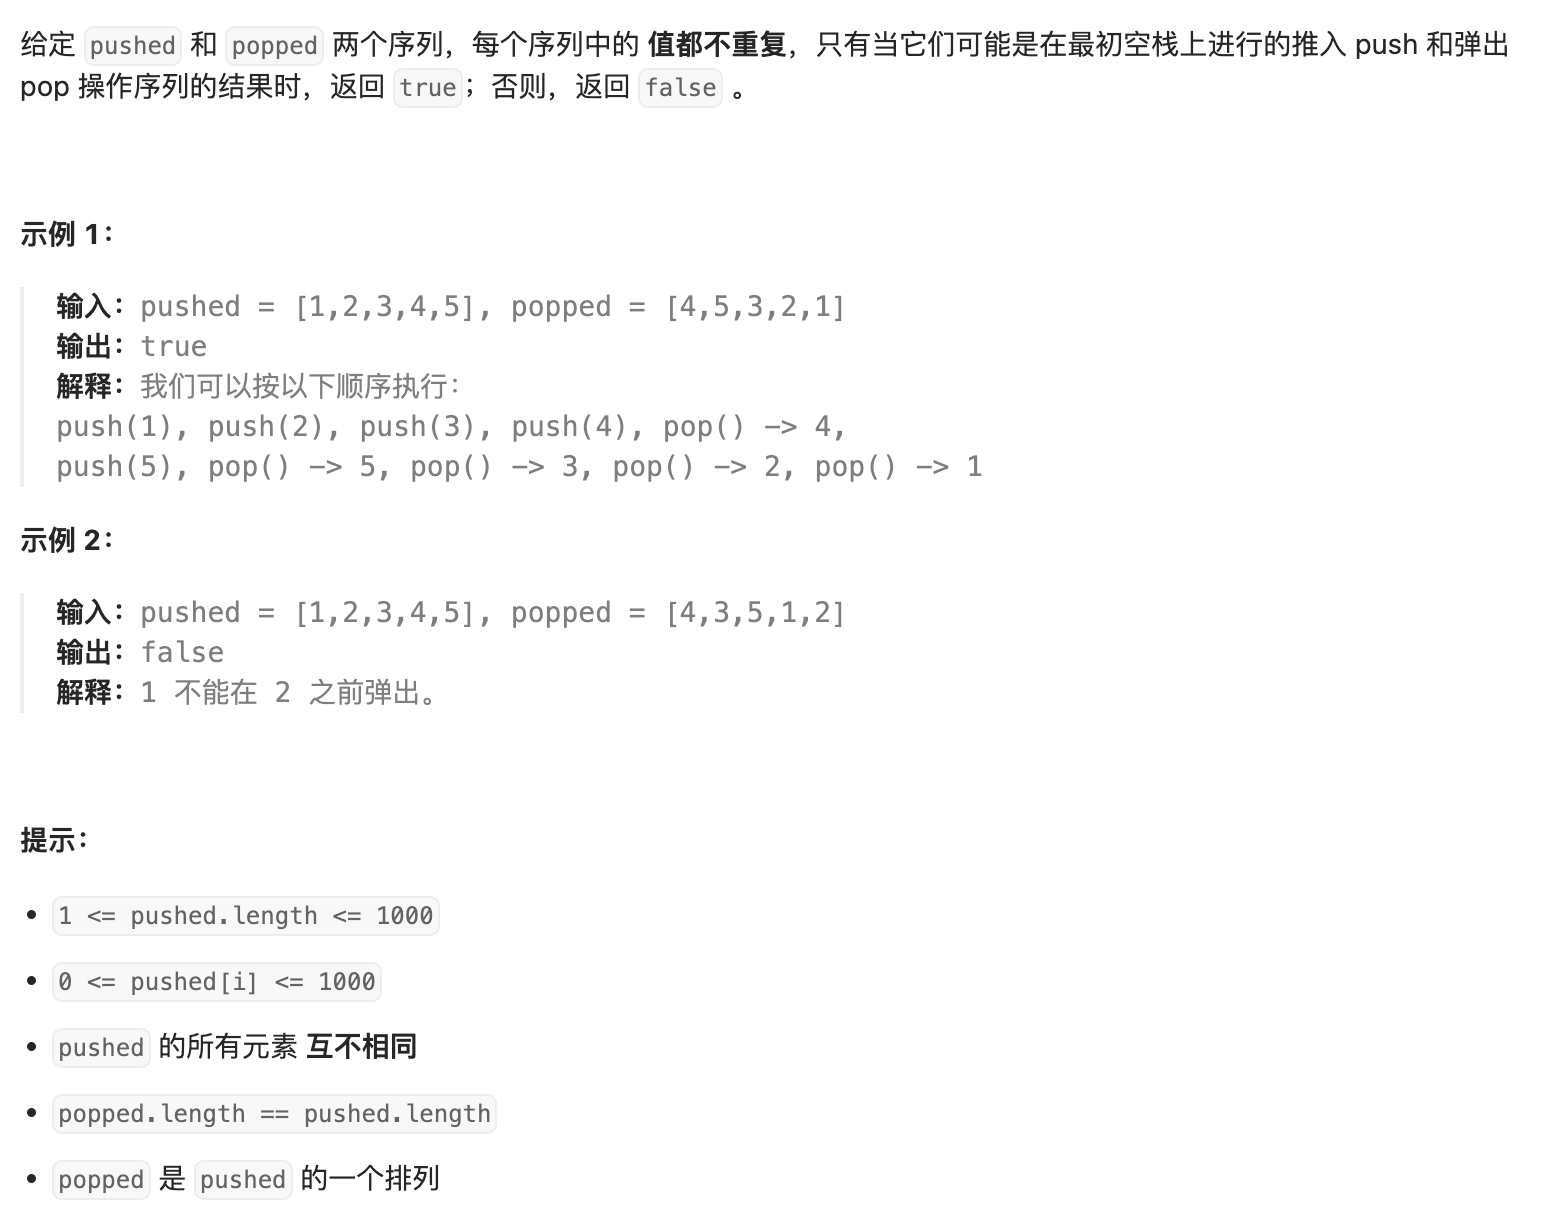 给定 pushed 和 popped 两个序列，每个序列中的 值都不重复，只有当它们可能是在最初空栈上进行的推入 push 和弹出
pop 操作序列的结果时，返回 true；否则，返回 false 。
示例 1：
输入：pushed = [1,2,3,4,5], popped = [4,5,3,2,1]
输出：true
解释：我们可以按以下顺序执行：
push(1), push(2), push(3), push(4), pop() -> 4,
push(5), pop() -> 5, pop() -> 3, pop() -> 2, pop() -> 1
示例 2：
输入：pushed = [1,2,3,4,5], popped = [4,3,5,1,2]
输出：false
解释：1 不能在 2 之前弹出。
提示：
• 1 <= pushed.length <= 1000
• 0 <= pushed[i] <= 1000
• pushed 的所有元素 互不相同
• popped.length == pushed.length
• popped 是 pushed 的一个排列